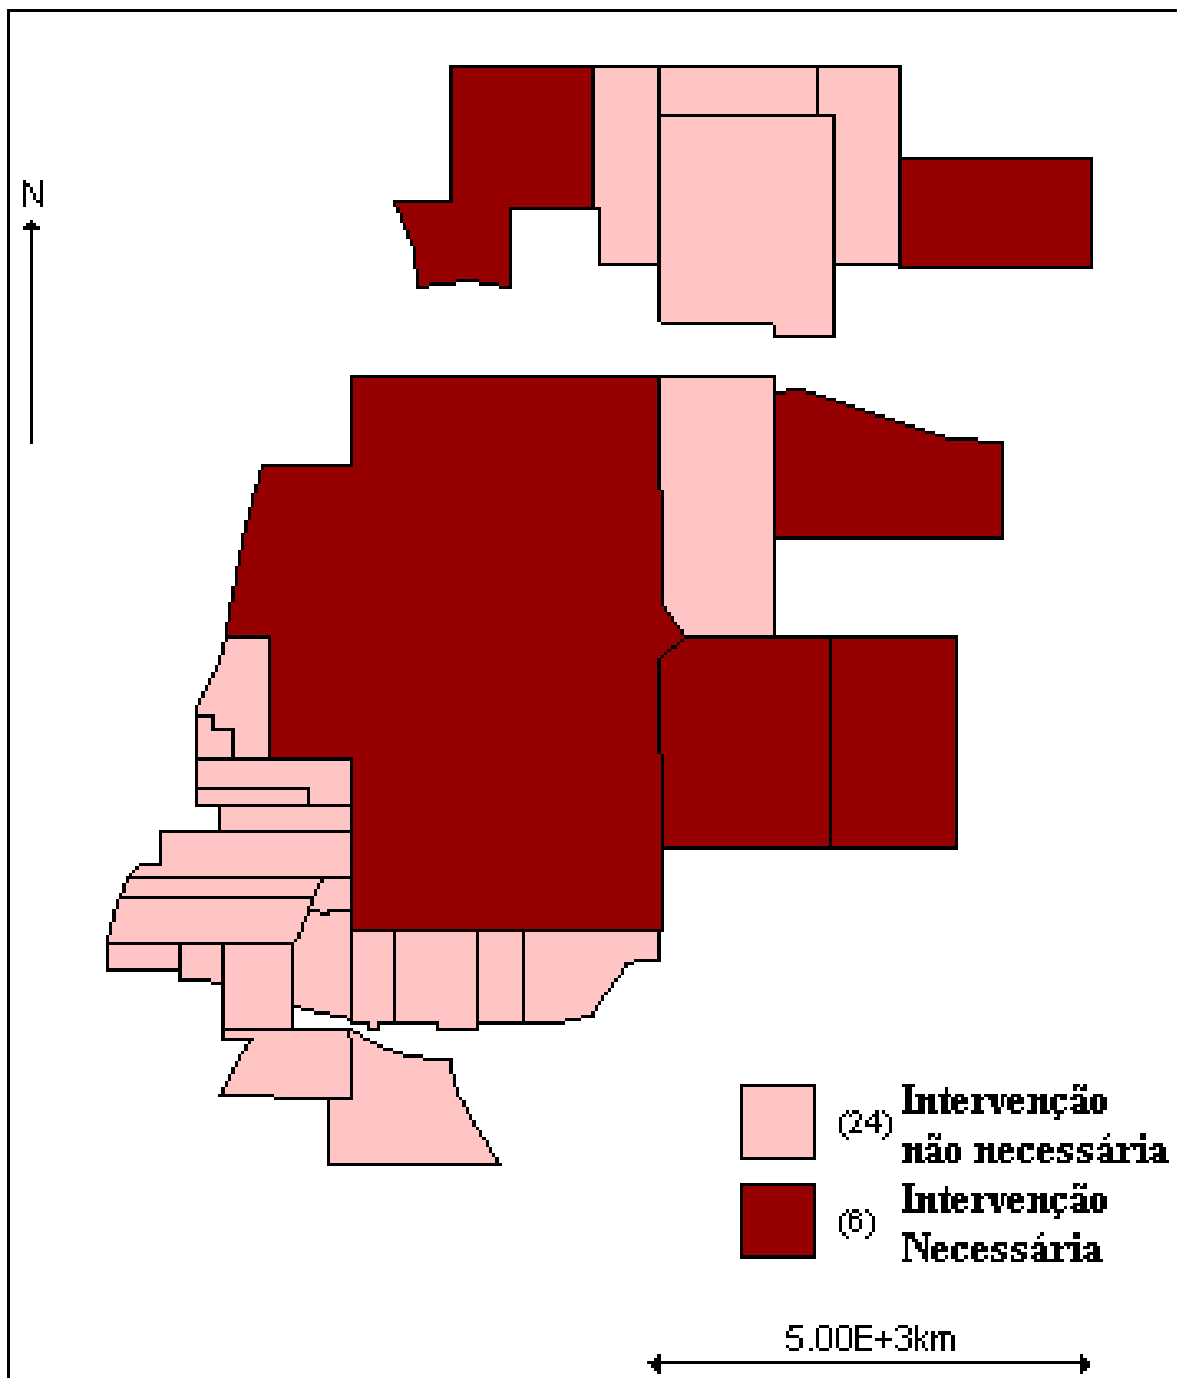 N
(24) Intervenção
não necessária
(6) Intervenção
Necessária
5.00E+3km